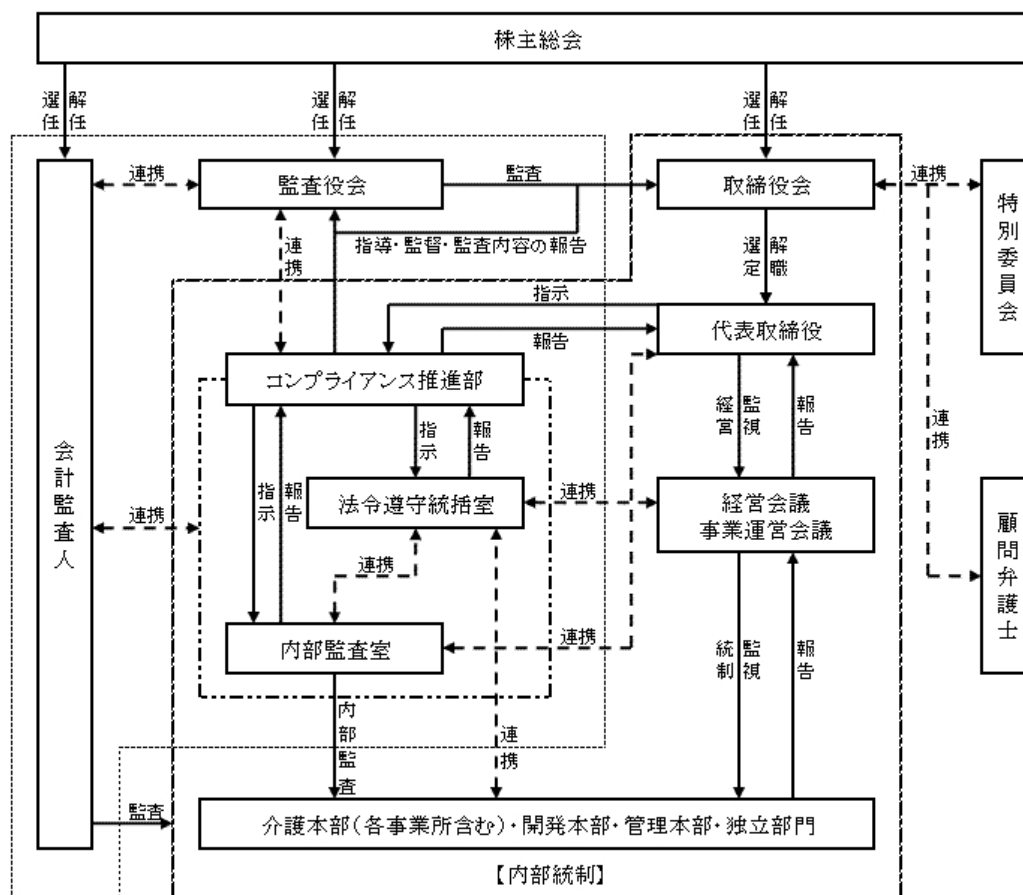 株主総会
選任
解任
選任
解任
選任
解任
連携
監査役会
監査
取締役会
連携
特別委員会
連携
指導・監督・監査内容の報告
選定
解職
指示
代表取締役
報告
コンプライアンス推進部
経営
監視
報告
連携
会計監査人
指示
報告
指示
報告
連携
法令遵守統括室
連携
経営会議
事業運営会議
顧問弁護士
連携
内部監査室
連携
統制
監視
報告
内部監査
連携
監査
介護本部(各事業所含む)・開発本部・管理本部・独立部門
【内部統制】